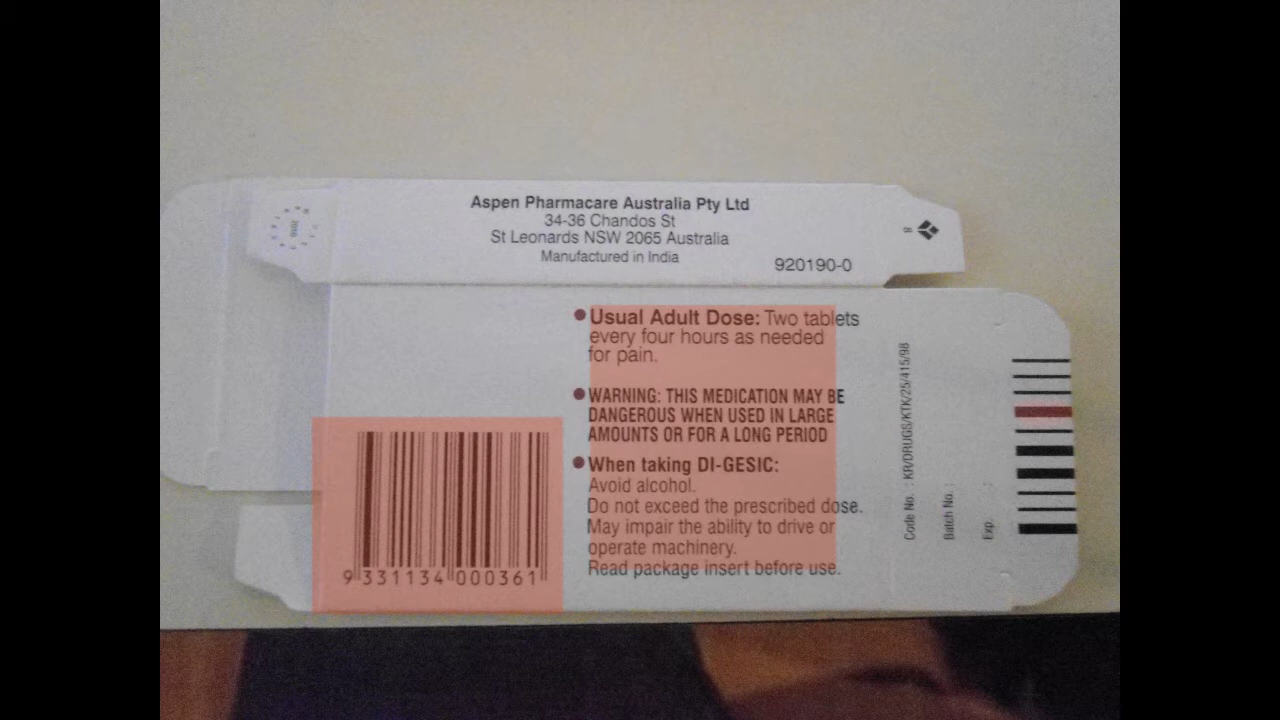 Aspen Pharmacare Australia Pty Ltd
34-36 Chandos St
St Leonards NSW 2065 Australia
Manufactured in India
920190-0
8
• Usual Adult Dose: Two tablets
every four hours as needed
for pain.
• WARNING: THIS MEDICATION MAY BE
DANGEROUS WHEN USED IN LARGE
AMOUNTS OR FOR A LONG PERIOD
• When taking DI-GESIC:
Avoid alcohol.
Do not exceed the prescribed dose.
May impair the ability to drive or
operate machinery.
Read package insert before use.
9 331134 000361
Code No. : KR/DRUGS/KTK/25/415/98
Batch No. :
Exp. :